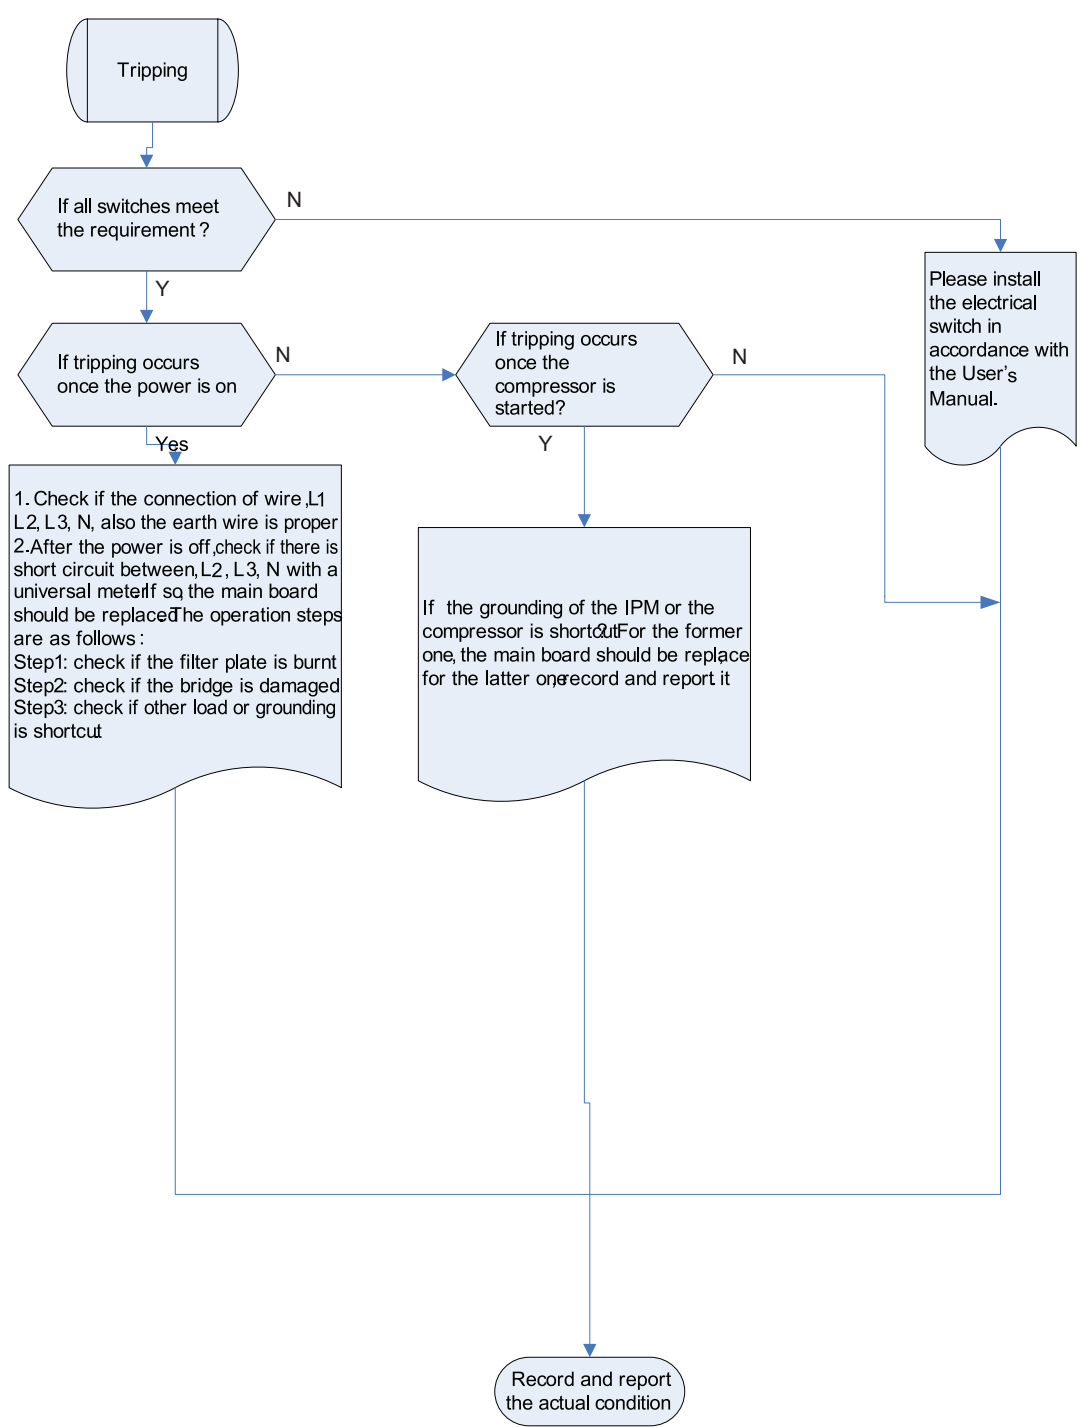 Tripping
If all switches meet
the requirement ?
N
Y
Please install
the electrical
switch in
accordance with
the User's
Manual.
If tripping occurs
once the power is on
N
If tripping occurs
once the
compressor is
started?
N
Yes
Y
1. Check if the connection of wire ,L1
L2, L3, N, also the earth wire is proper
2.After the power is off ,check if there is
short circuit between, L2, L3, N with a
universal meter.If so, the main board
should be replaced.The operation steps
are as follows :
Step1: check if the filter plate is burnt
Step2: check if the bridge is damaged
Step3: check if other load or grounding
is shortcut.
If the grounding of the IPM or the
compressor is shortcut? For the former
one, the main board should be replace,
for the latter one, record and report it
Record and report
the actual condition